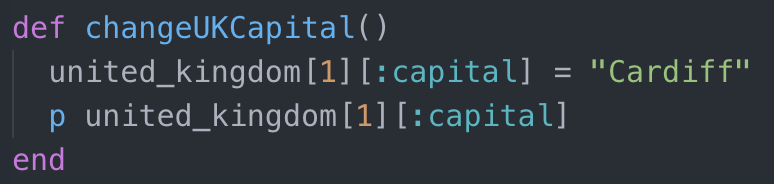 def changeUKCapital()
  united_kingdom[1][:capital] = "Cardiff"
  p united_kingdom[1][:capital]
end